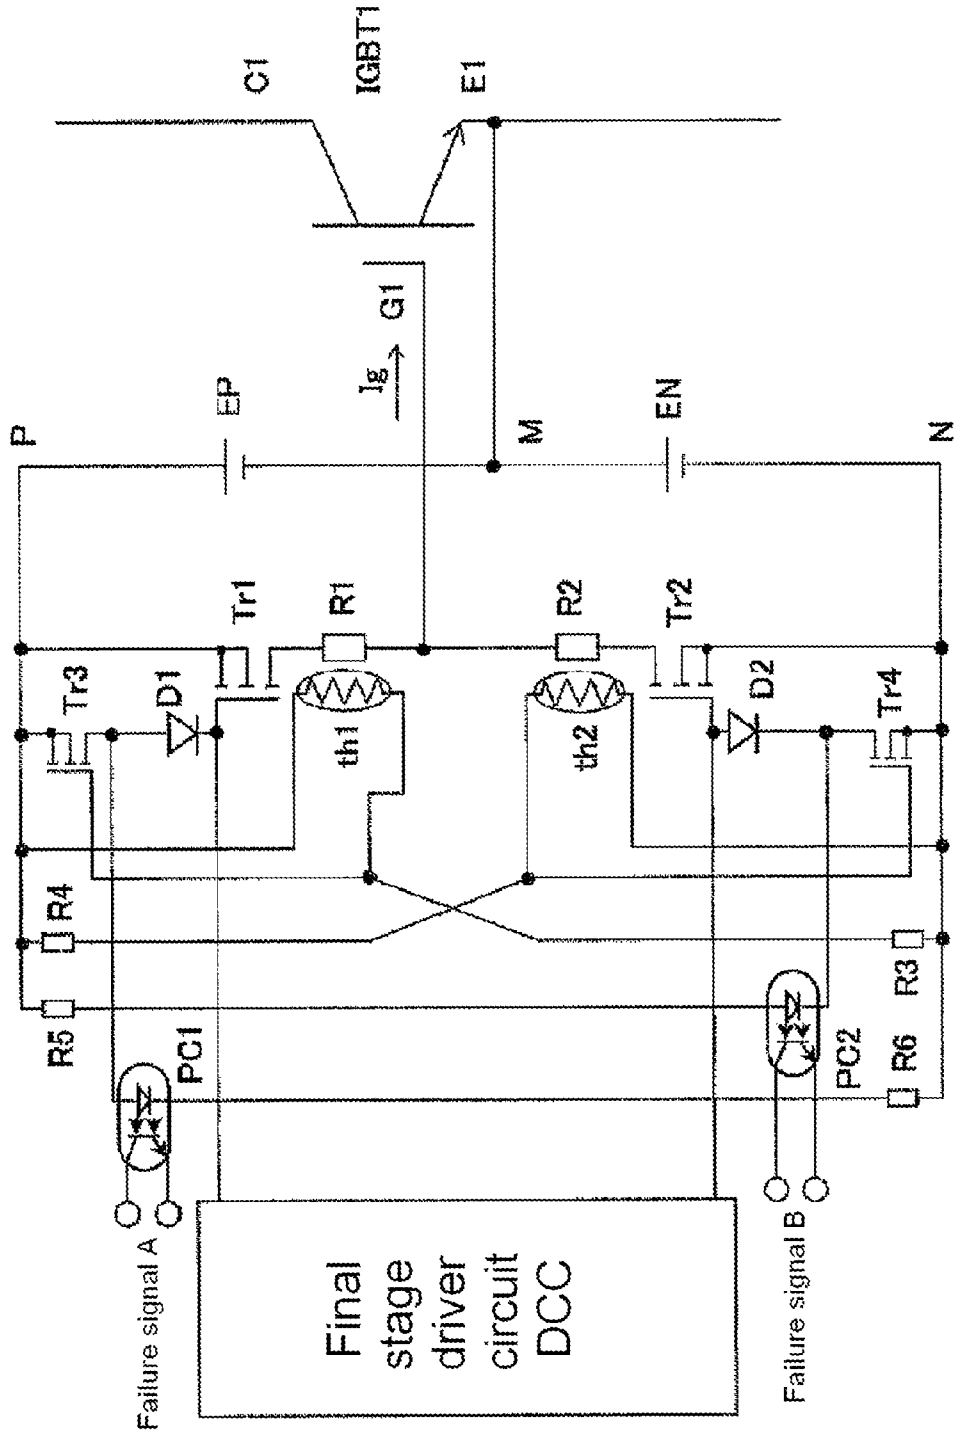 P
Tr3
D1
Tr1
EP
C1
IGBT1
E1
G1
Ig
R1
th1
R4
R5
PC1
Failure signal A
Final
stage
driver
circuit
DCC
M
R2
th2
Tr2
D2
EN
Tr4
N
R3
R6
PC2
Failure signal B